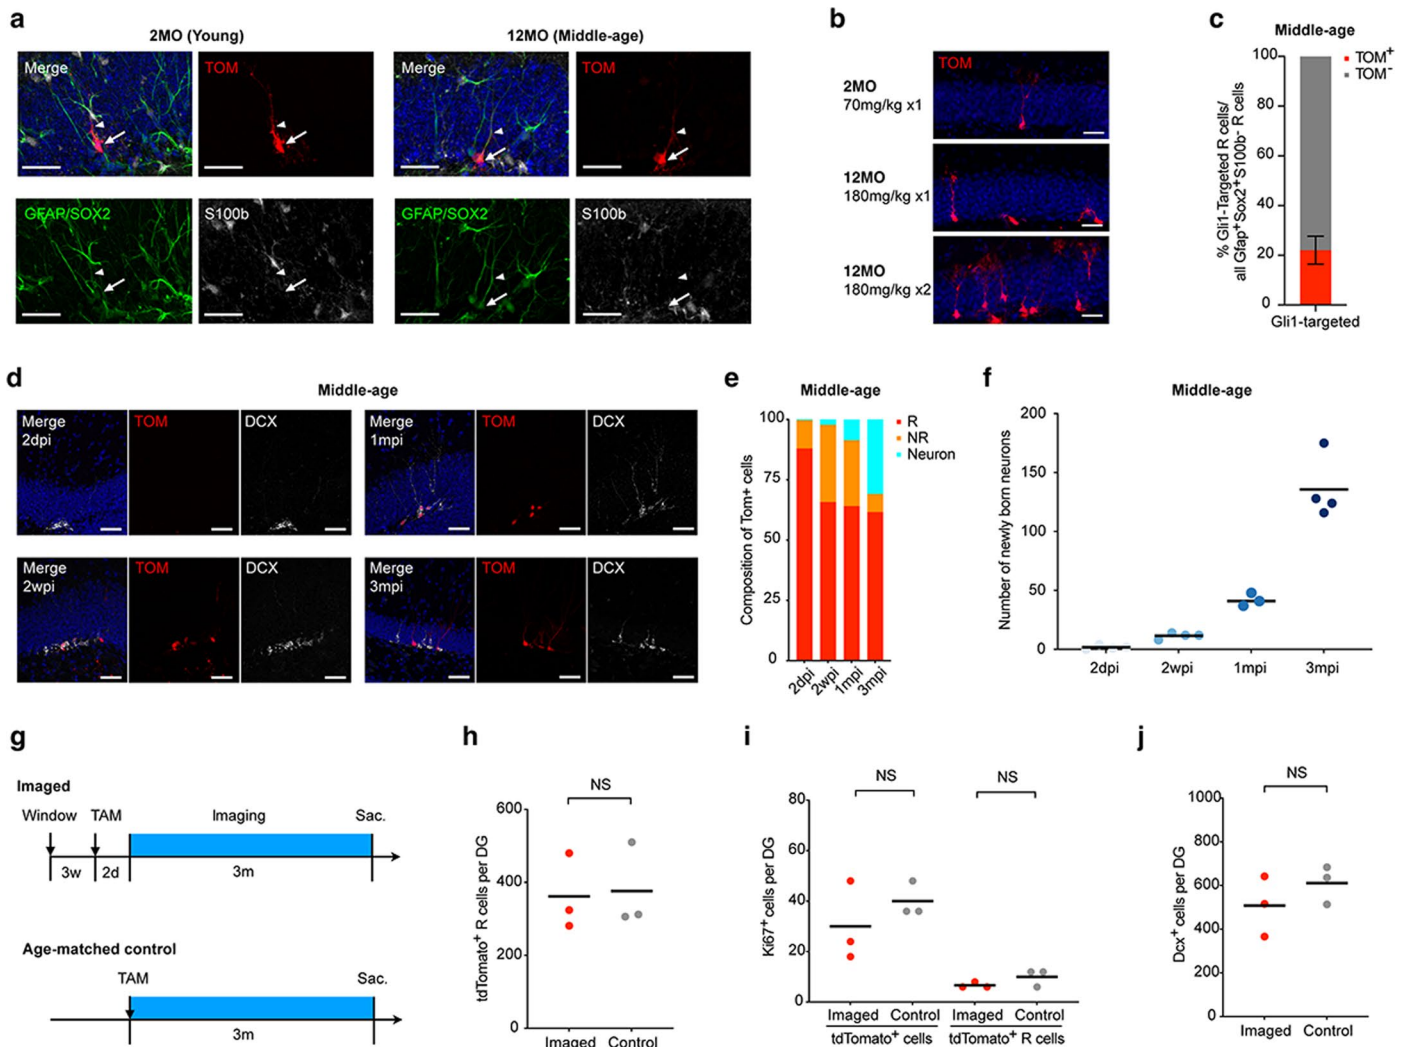 a
2MO (Young)
12MO (Middle-age)
Merge
TOM
Merge
TOM
GFAP/SOX2
S100b
GFAP/SOX2
S100b
b
TOM
2MO
70mg/kg x1
12MO
180mg/kg x1
12MO
180mg/kg x2
c
Middle-age
% Gli1-Targeted R cells/
all Gfap⁺Sox2⁺S100b⁻ R cells
100
80
60
40
20
0
TOM⁺
TOM⁻
Gli1-targeted
d
Middle-age
Merge
2dpi
TOM
DCX
Merge
1mpi
TOM
DCX
Merge
2wpi
TOM
DCX
Merge
3mpi
TOM
DCX
e
Middle-age
Composition of Tom+ cells
100
75
50
25
0
R
NR
Neuron
2dpi
2wpi
1mpi
3mpi
f
Middle-age
Number of newly born neurons
200
150
100
50
0
2dpi
2wpi
1mpi
3mpi
g
Imaged
Window
TAM
Imaging
Sac.
3w
2d
3m
Age-matched control
TAM
Sac.
3m
h
NS
tdTomato⁺ R cells per DG
600
400
200
0
Imaged
Control
i
NS
NS
Ki67⁺ cells per DG
80
60
40
20
0
Imaged
Control
Imaged
Control
tdTomato⁺ cells
tdTomato⁺ R cells
j
NS
Dcx⁺ cells per DG
1000
800
600
400
200
0
Imaged
Control